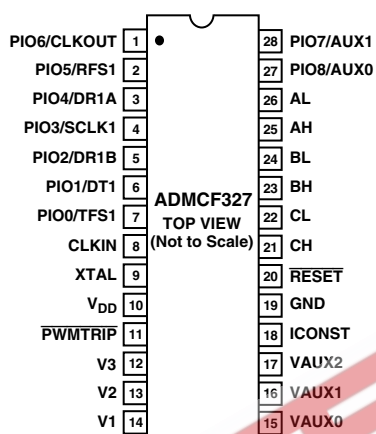 PIO6/CLKOUT 1 28 PIO7/AUX1
PIO5/RFS1 2 27 PIO8/AUX0
PIO4/DR1A 3 26 AL
PIO3/SCLK1 4 25 AH
PIO2/DR1B 5 24 BL
PIO1/DT1 6 23 BH
PIO0/TFS1 7 22 CL
ADMCF327
TOP VIEW
(Not to Scale)
CLKIN 8 21 CH
XTAL 9 20 RESET
VDD 10 19 GND
PWMTRIP 11 18 ICONST
V3 12 17 VAUX2
V2 13 16 VAUX1
V1 14 15 VAUX0